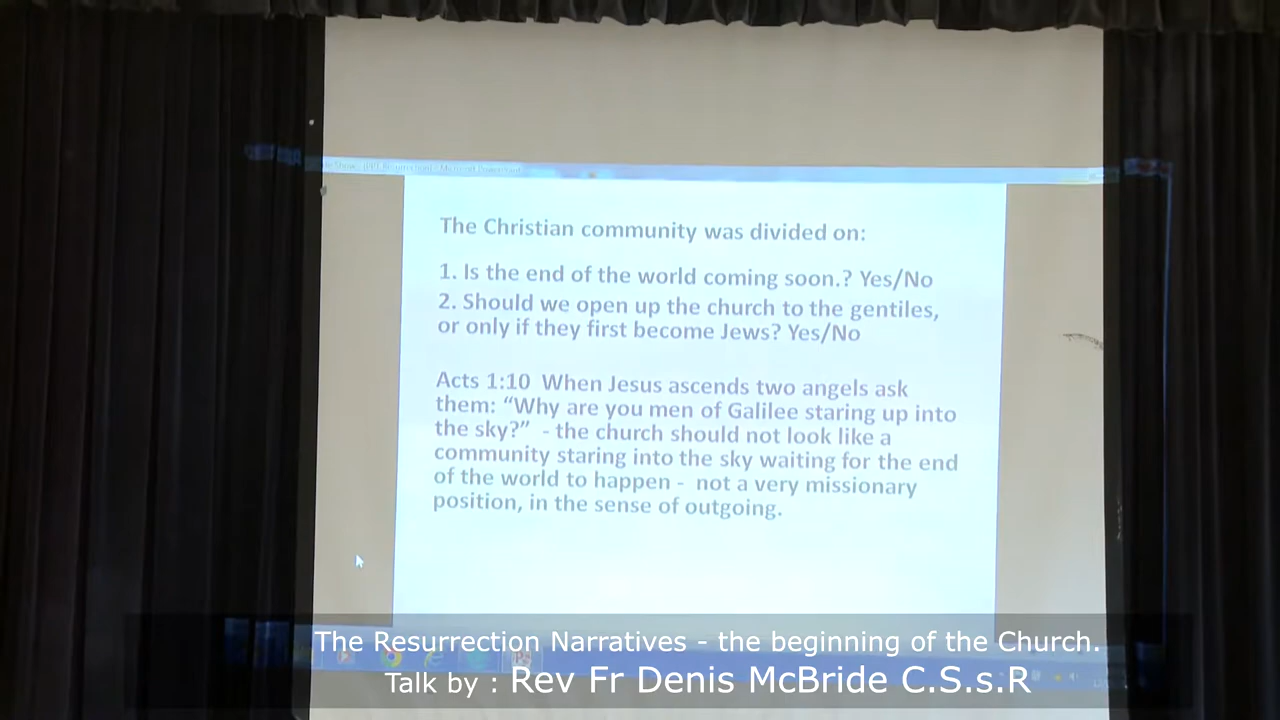 The Christian community was divided on:
1. Is the end of the world coming soon.? Yes/No
2. Should we open up the church to the gentiles,
or only if they first become Jews? Yes/No
Acts 1:10 When Jesus ascends two angels ask
them: “Why are you men of Galilee staring up into
the sky?” - the church should not look like a
community staring into the sky waiting for the end
of the world to happen - not a very missionary
position, in the sense of outgoing.
The Resurrection Narratives - the beginning of the Church.
Talk by : Rev Fr Denis McBride C.S.s.R